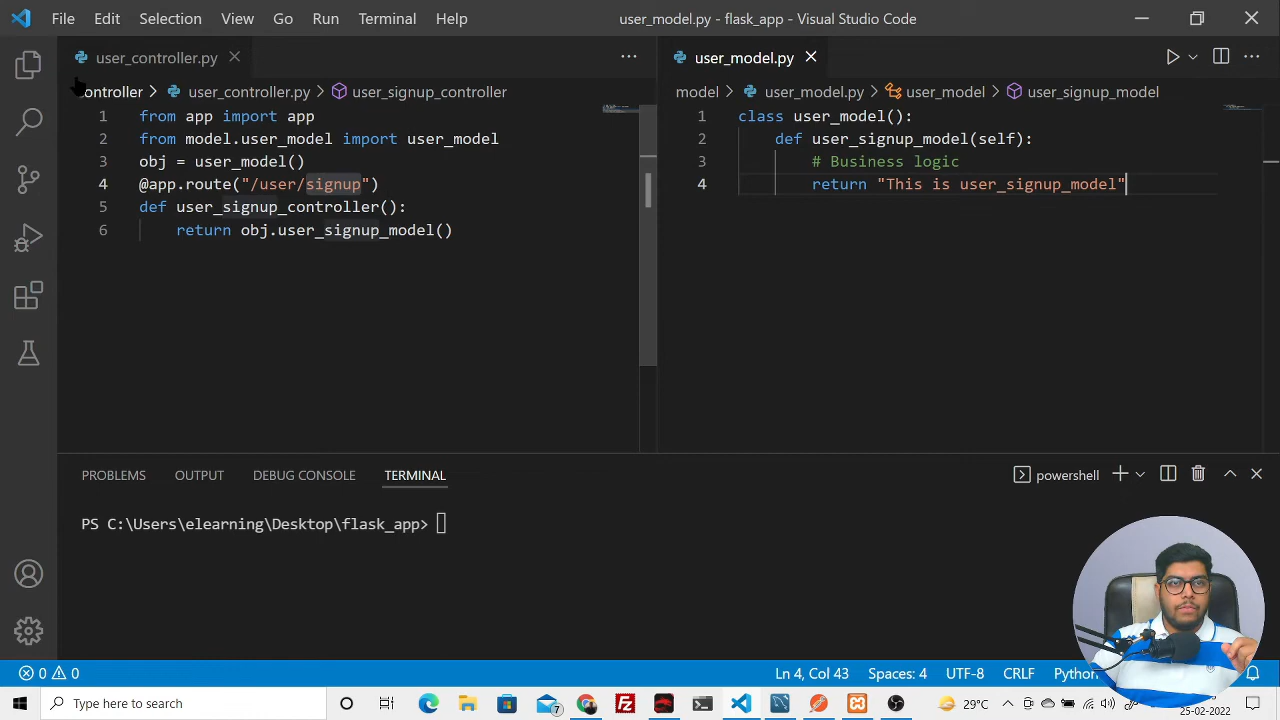 File Edit Selection View Go Run Terminal Help user_model.py - flask_app - Visual Studio Code
user_controller.py
controller user_controller.py user_signup_controller
1 from app import app
2 from model.user_model import user_model
3 obj = user_model()
4 @app.route("/user/signup")
5 def user_signup_controller():
6 return obj.user_signup_model()
user_model.py
model user_model.py user_model user_signup_model
1 class user_model():
2 def user_signup_model(self):
3 # Business logic
4 return "This is user_signup_model"
PROBLEMS OUTPUT DEBUG CONSOLE TERMINAL powershell
PS C:\Users\elearning\Desktop\flask_app>
0 0 Ln 4, Col 43 Spaces: 4 UTF-8 CRLF Python
Type here to search 7 29°C 25-02-2022